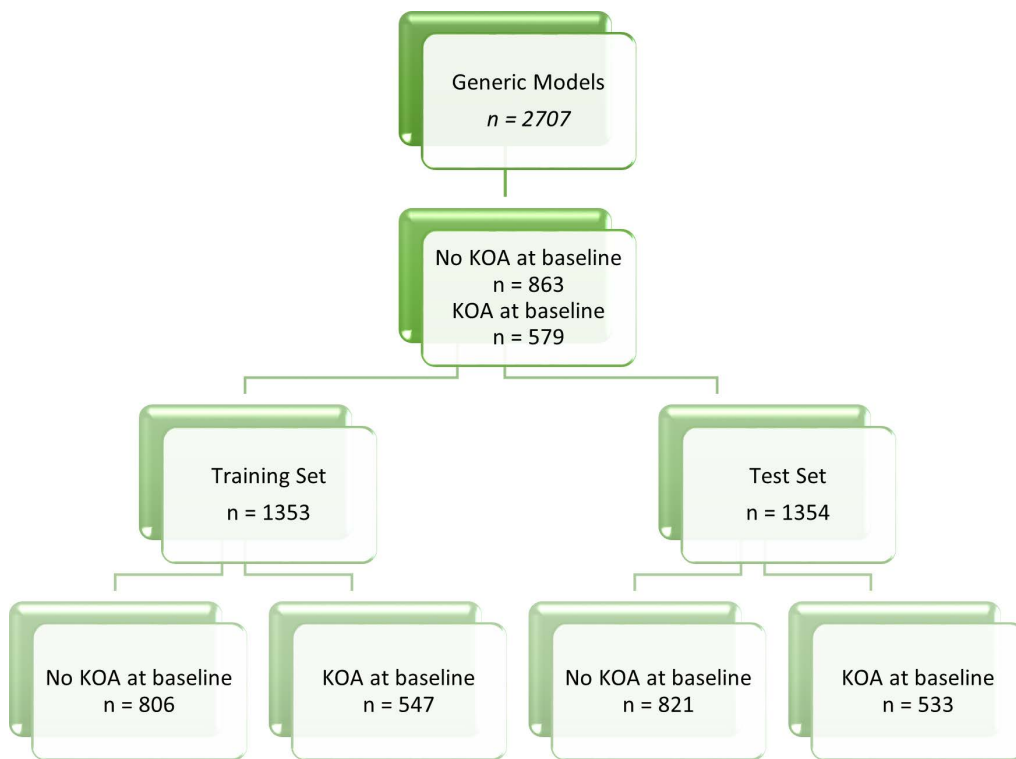 Generic Models
n = 2707
No KOA at baseline
n = 863
KOA at baseline
n = 579
Training Set
n = 1353
Test Set
n = 1354
No KOA at baseline
n = 806
KOA at baseline
n = 547
No KOA at baseline
n = 821
KOA at baseline
n = 533